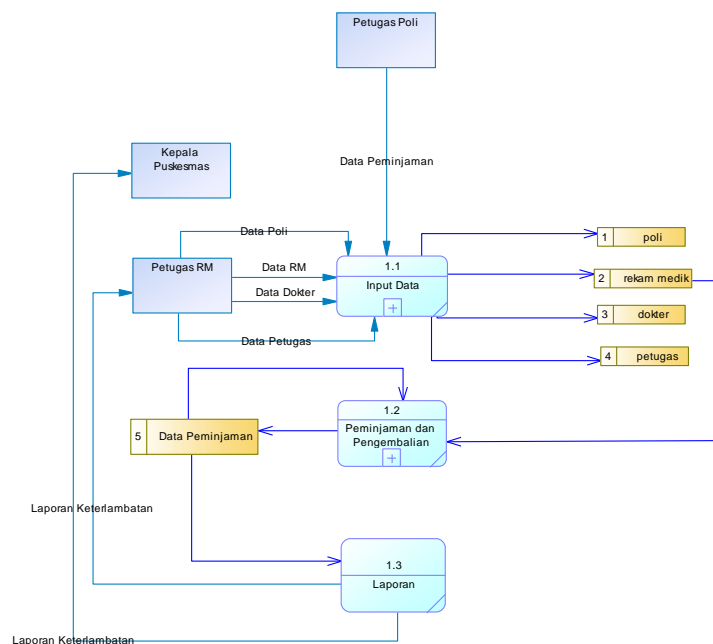 Petugas Poli
Kepala
Puskesmas
Data Peminjaman
Data Poli
1 poli
Petugas RM
Data RM
1.1
2 rekam medik
Input Data
Data Dokter
3 dokter
Data Petugas
4 petugas
1.2
5 Data Peminjaman
Peminjaman dan
Pengembalian
Laporan Keterlambatan
1.3
Laporan
Laporan Keterlambatan